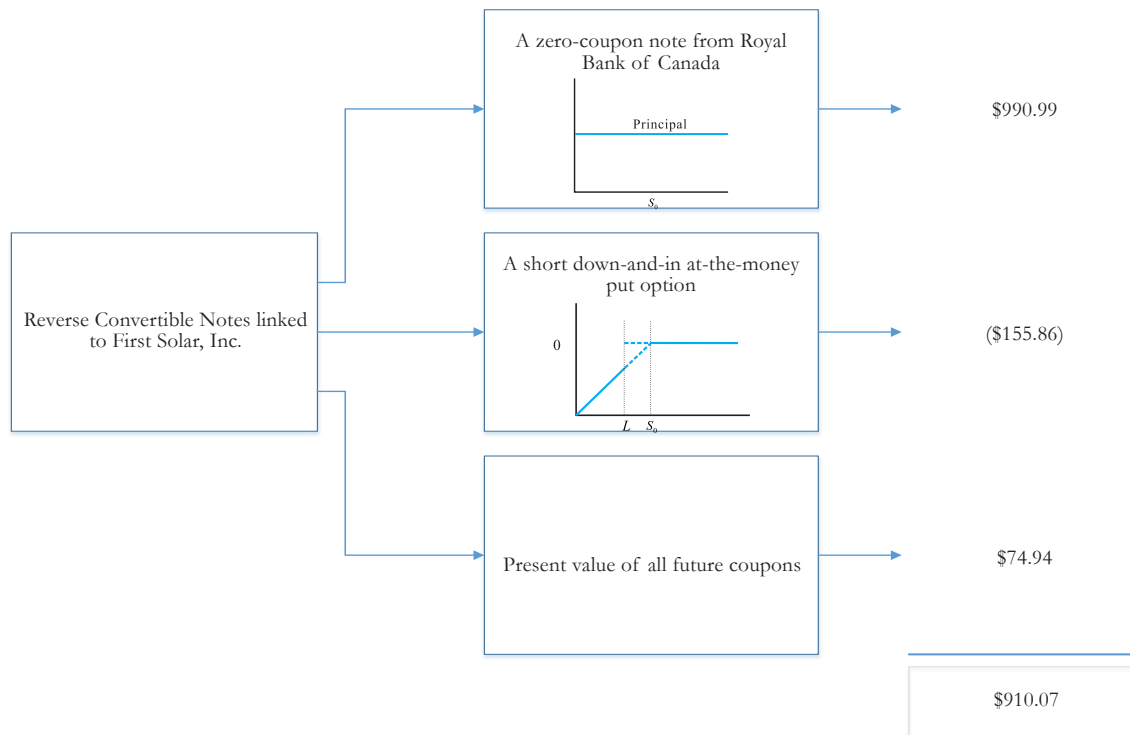 A zero-coupon note from Royal
Bank of Canada
Principal
S₀
$990.99
Reverse Convertible Notes linked
to First Solar, Inc.
A short down-and-in at-the-money
put option
0
L S₀
($155.86)
Present value of all future coupons
$74.94
$910.07